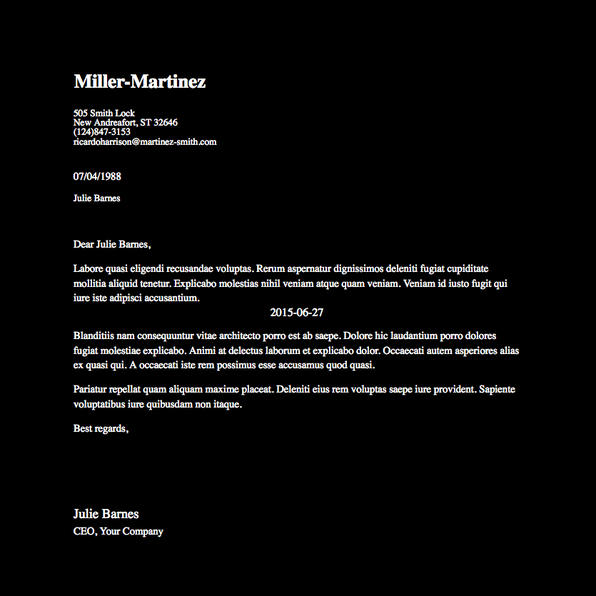 Miller-Martinez
505 Smith Lock
New Andreafort, ST 32646
(124)847-3153
ricardoharrison@martinez-smith.com
07/04/1988
Julie Barnes
Dear Julie Barnes,
Labore quasi eligendi recusandae voluptas. Rerum aspernatur dignissimos deleniti fugiat cupiditate
mollitia aliquid tenetur. Explicabo molestias nihil veniam atque quam veniam. Veniam id iusto fugit qui
iure iste adipisci accusantium.
2015-06-27
Blanditiis nam consequuntur vitae architecto porro est ab saepe. Dolore hic laudantium porro dolores
fugiat molestiae explicabo. Animi at delectus laborum et explicabo dolor. Occaecati autem asperiores alias
ex quasi qui. A occaecati iste rem possimus esse accusamus quod quasi.
Pariatur repellat quam aliquam maxime placeat. Deleniti eius rem voluptas saepe iure provident. Sapiente
voluptatibus iure quibusdam non itaque.
Best regards,
Julie Barnes
CEO, Your Company